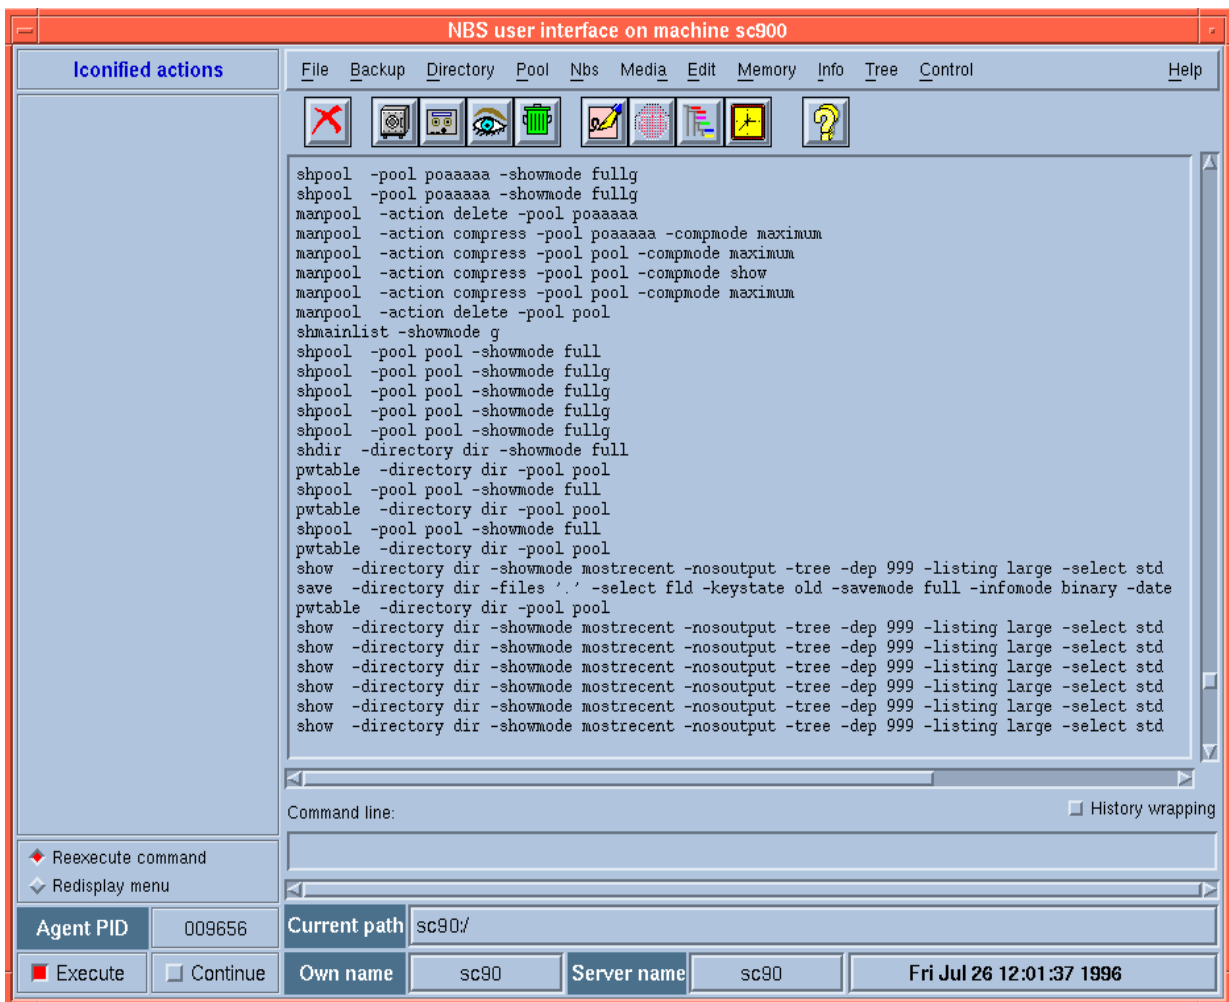 NBS user interface on machine sc900
Iconified actions
File Backup Directory Pool Nbs Media Edit Memory Info Tree Control Help
shpool -pool poaaaaa -showmode fullg
shpool -pool poaaaaa -showmode fullg
manpool -action delete -pool poaaaaa
manpool -action compress -pool poaaaaa -compmode maximum
manpool -action compress -pool pool -compmode maximum
manpool -action compress -pool pool -compmode show
manpool -action compress -pool pool -compmode maximum
manpool -action delete -pool pool
shmainlist -showmode g
shpool -pool pool -showmode full
shpool -pool pool -showmode fullg
shpool -pool pool -showmode fullg
shpool -pool pool -showmode fullg
shpool -pool pool -showmode fullg
shdir -directory dir -showmode full
pwtable -directory dir -pool pool
shpool -pool pool -showmode full
pwtable -directory dir -pool pool
shpool -pool pool -showmode full
pwtable -directory dir -pool pool
show -directory dir -showmode mostrecent -nosoutput -tree -dep 999 -listing large -select std
save -directory dir -files '.' -select fld -keystate old -savemode full -infomode binary -date
pwtable -directory dir -pool pool
show -directory dir -showmode mostrecent -nosoutput -tree -dep 999 -listing large -select std
show -directory dir -showmode mostrecent -nosoutput -tree -dep 999 -listing large -select std
show -directory dir -showmode mostrecent -nosoutput -tree -dep 999 -listing large -select std
show -directory dir -showmode mostrecent -nosoutput -tree -dep 999 -listing large -select std
show -directory dir -showmode mostrecent -nosoutput -tree -dep 999 -listing large -select std
show -directory dir -showmode mostrecent -nosoutput -tree -dep 999 -listing large -select std
Command line:
History wrapping
Reexecute command
Redisplay menu
Agent PID 009656
Current path sc90:/
Execute Continue
Own name sc90 Server name sc90 Fri Jul 26 12:01:37 1996